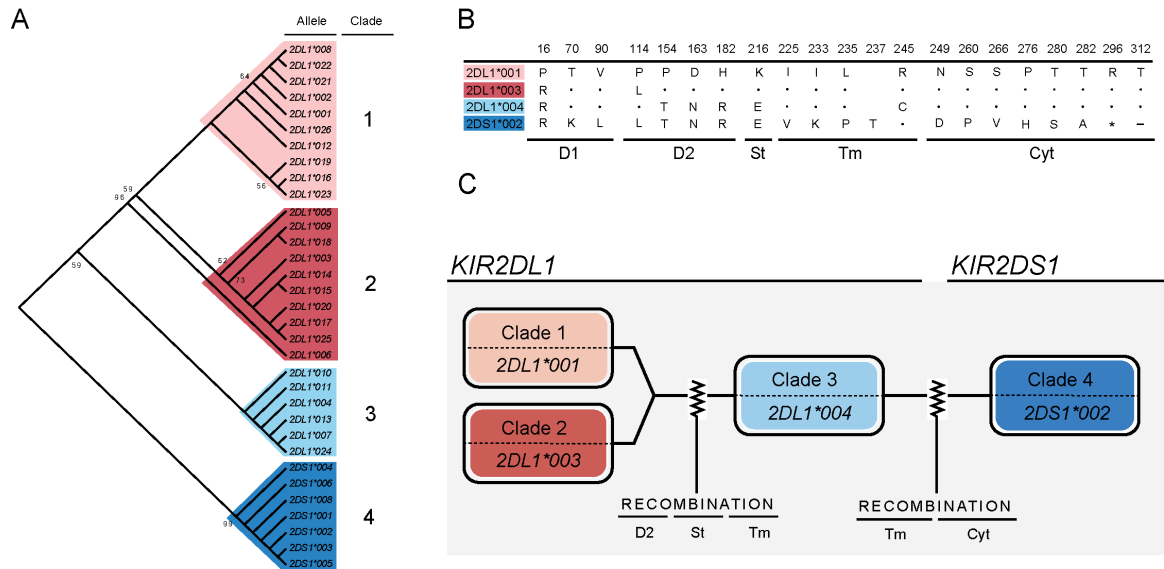 A
Allele Clade
2DL1*008
2DL1*022
2DL1*021
2DL1*002
2DL1*001
2DL1*026
2DL1*012
2DL1*019
2DL1*016
2DL1*023
64
56
1
59
96
2DL1*005
2DL1*009
2DL1*018
2DL1*003
2DL1*014
2DL1*015
2DL1*020
2DL1*017
2DL1*025
2DL1*006
62
73
2
59
2DL1*010
2DL1*011
2DL1*004
2DL1*013
2DL1*007
2DL1*024
3
2DS1*004
2DS1*006
2DS1*008
2DS1*001
2DS1*002
2DS1*003
2DS1*005
99
4
B
16 70 90 114 154 163 182 216 225 233 235 237 245 249 260 266 276 280 282 296 312
2DL1*001 P T V P P D H K I I L R N S S P T T R T
2DL1*003 R • • L • • • • • • • • • • • • • • • •
2DL1*004 R • • • T N R E • • • C • • • • • • • •
2DS1*002 R K L L T N R E V K P T • D P V H S A * –
D1 D2 St Tm Cyt
C
KIR2DL1 KIR2DS1
Clade 1
2DL1*001
Clade 2
2DL1*003
Clade 3
2DL1*004
Clade 4
2DS1*002
RECOMBINATION
D2 St Tm
RECOMBINATION
Tm Cyt